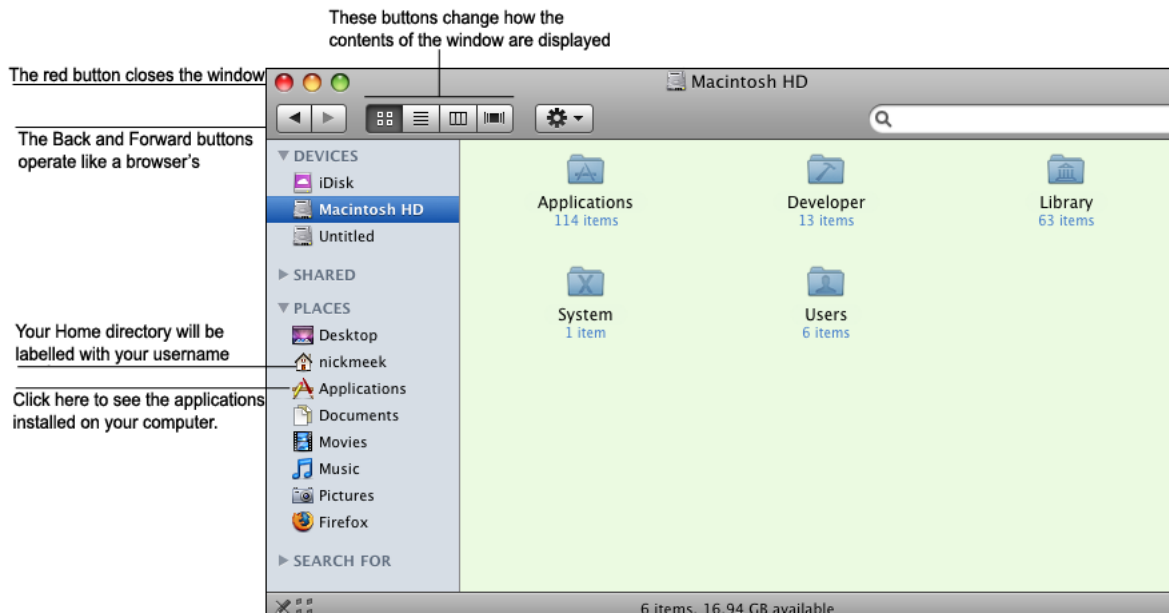 These buttons change how the
contents of the window are displayed
The red button closes the window
Macintosh HD
The Back and Forward buttons
operate like a browser's
DEVICES
iDisk
Macintosh HD
Untitled
SHARED
PLACES
Desktop
nickmeek
Applications
Documents
Movies
Music
Pictures
Firefox
SEARCH FOR
Your Home directory will be
labelled with your username
Click here to see the applications
installed on your computer.
Applications
114 items
Developer
13 items
Library
63 items
System
1 item
Users
6 items
6 items, 16.94 GB available